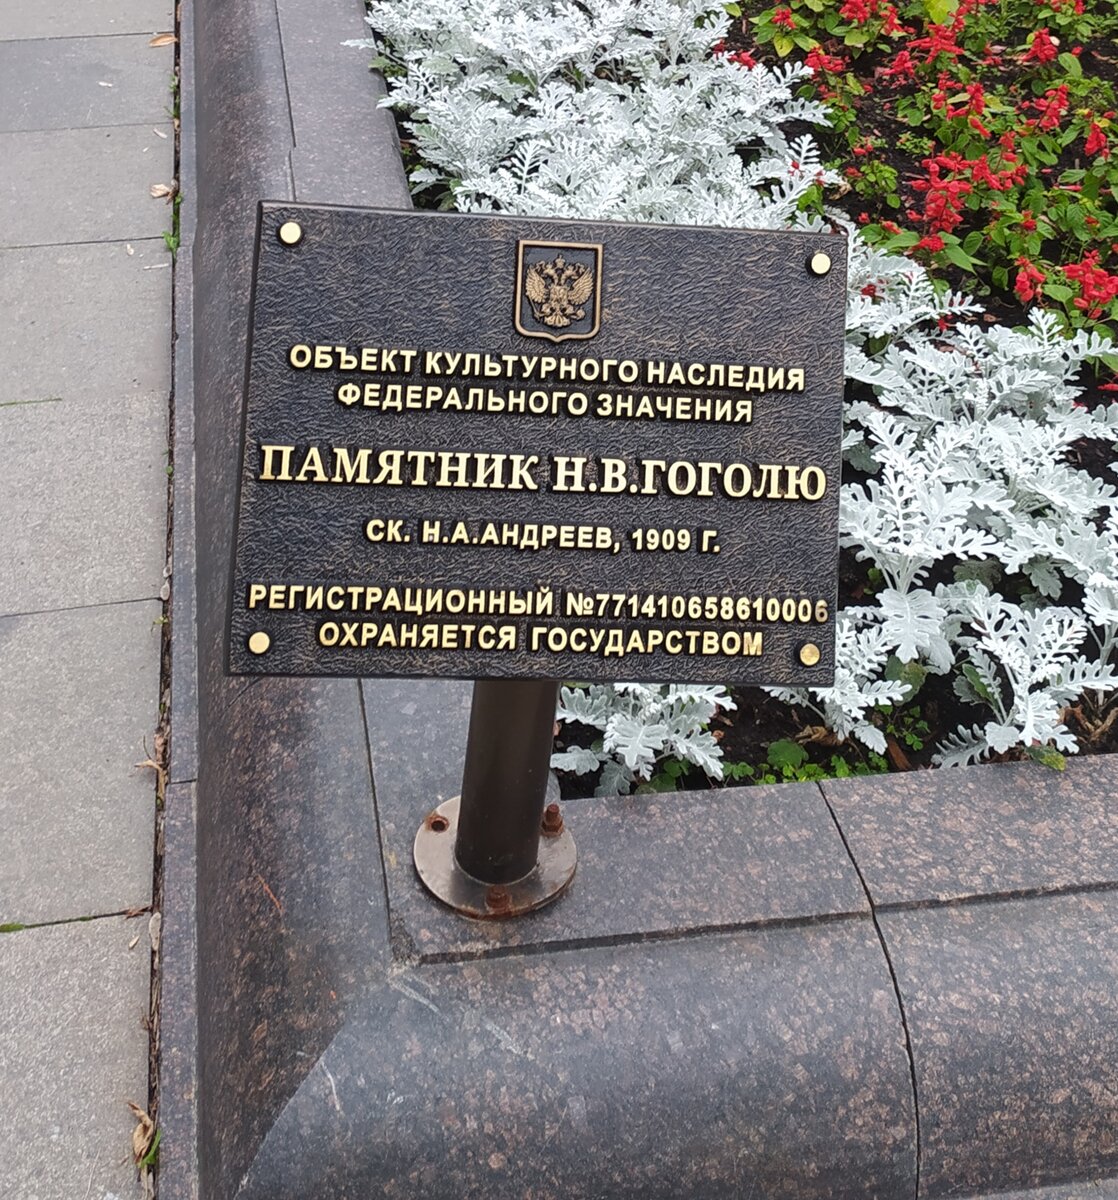 ОБЪЕКТ КУЛЬТУРНОГО НАСЛЕДИЯ
ФЕДЕРАЛЬНОГО ЗНАЧЕНИЯ
ПАМЯТНИК Н.В.ГОГОЛЮ
СК. Н.А.АНДРЕЕВ, 1909 Г.
РЕГИСТРАЦИОННЫЙ №771410658610006
ОХРАНЯЕТСЯ ГОСУДАРСТВОМ